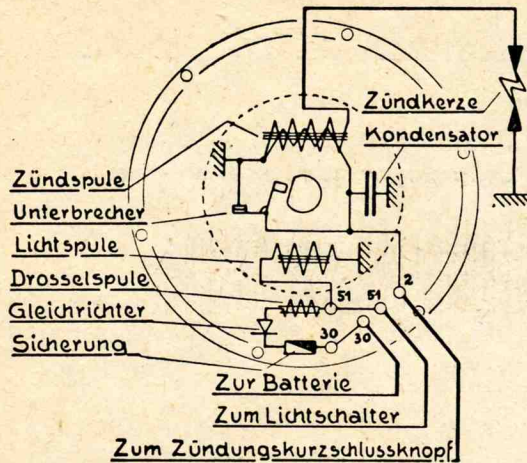 Zündkerze
Kondensator
Zündspule
Unterbrecher
Lichtspule
Drosselspule
Gleichrichter
Sicherung
2
51
51
30
30
Zur Batterie
Zum Lichtschalter
Zum Zündungskurzschlussknopf